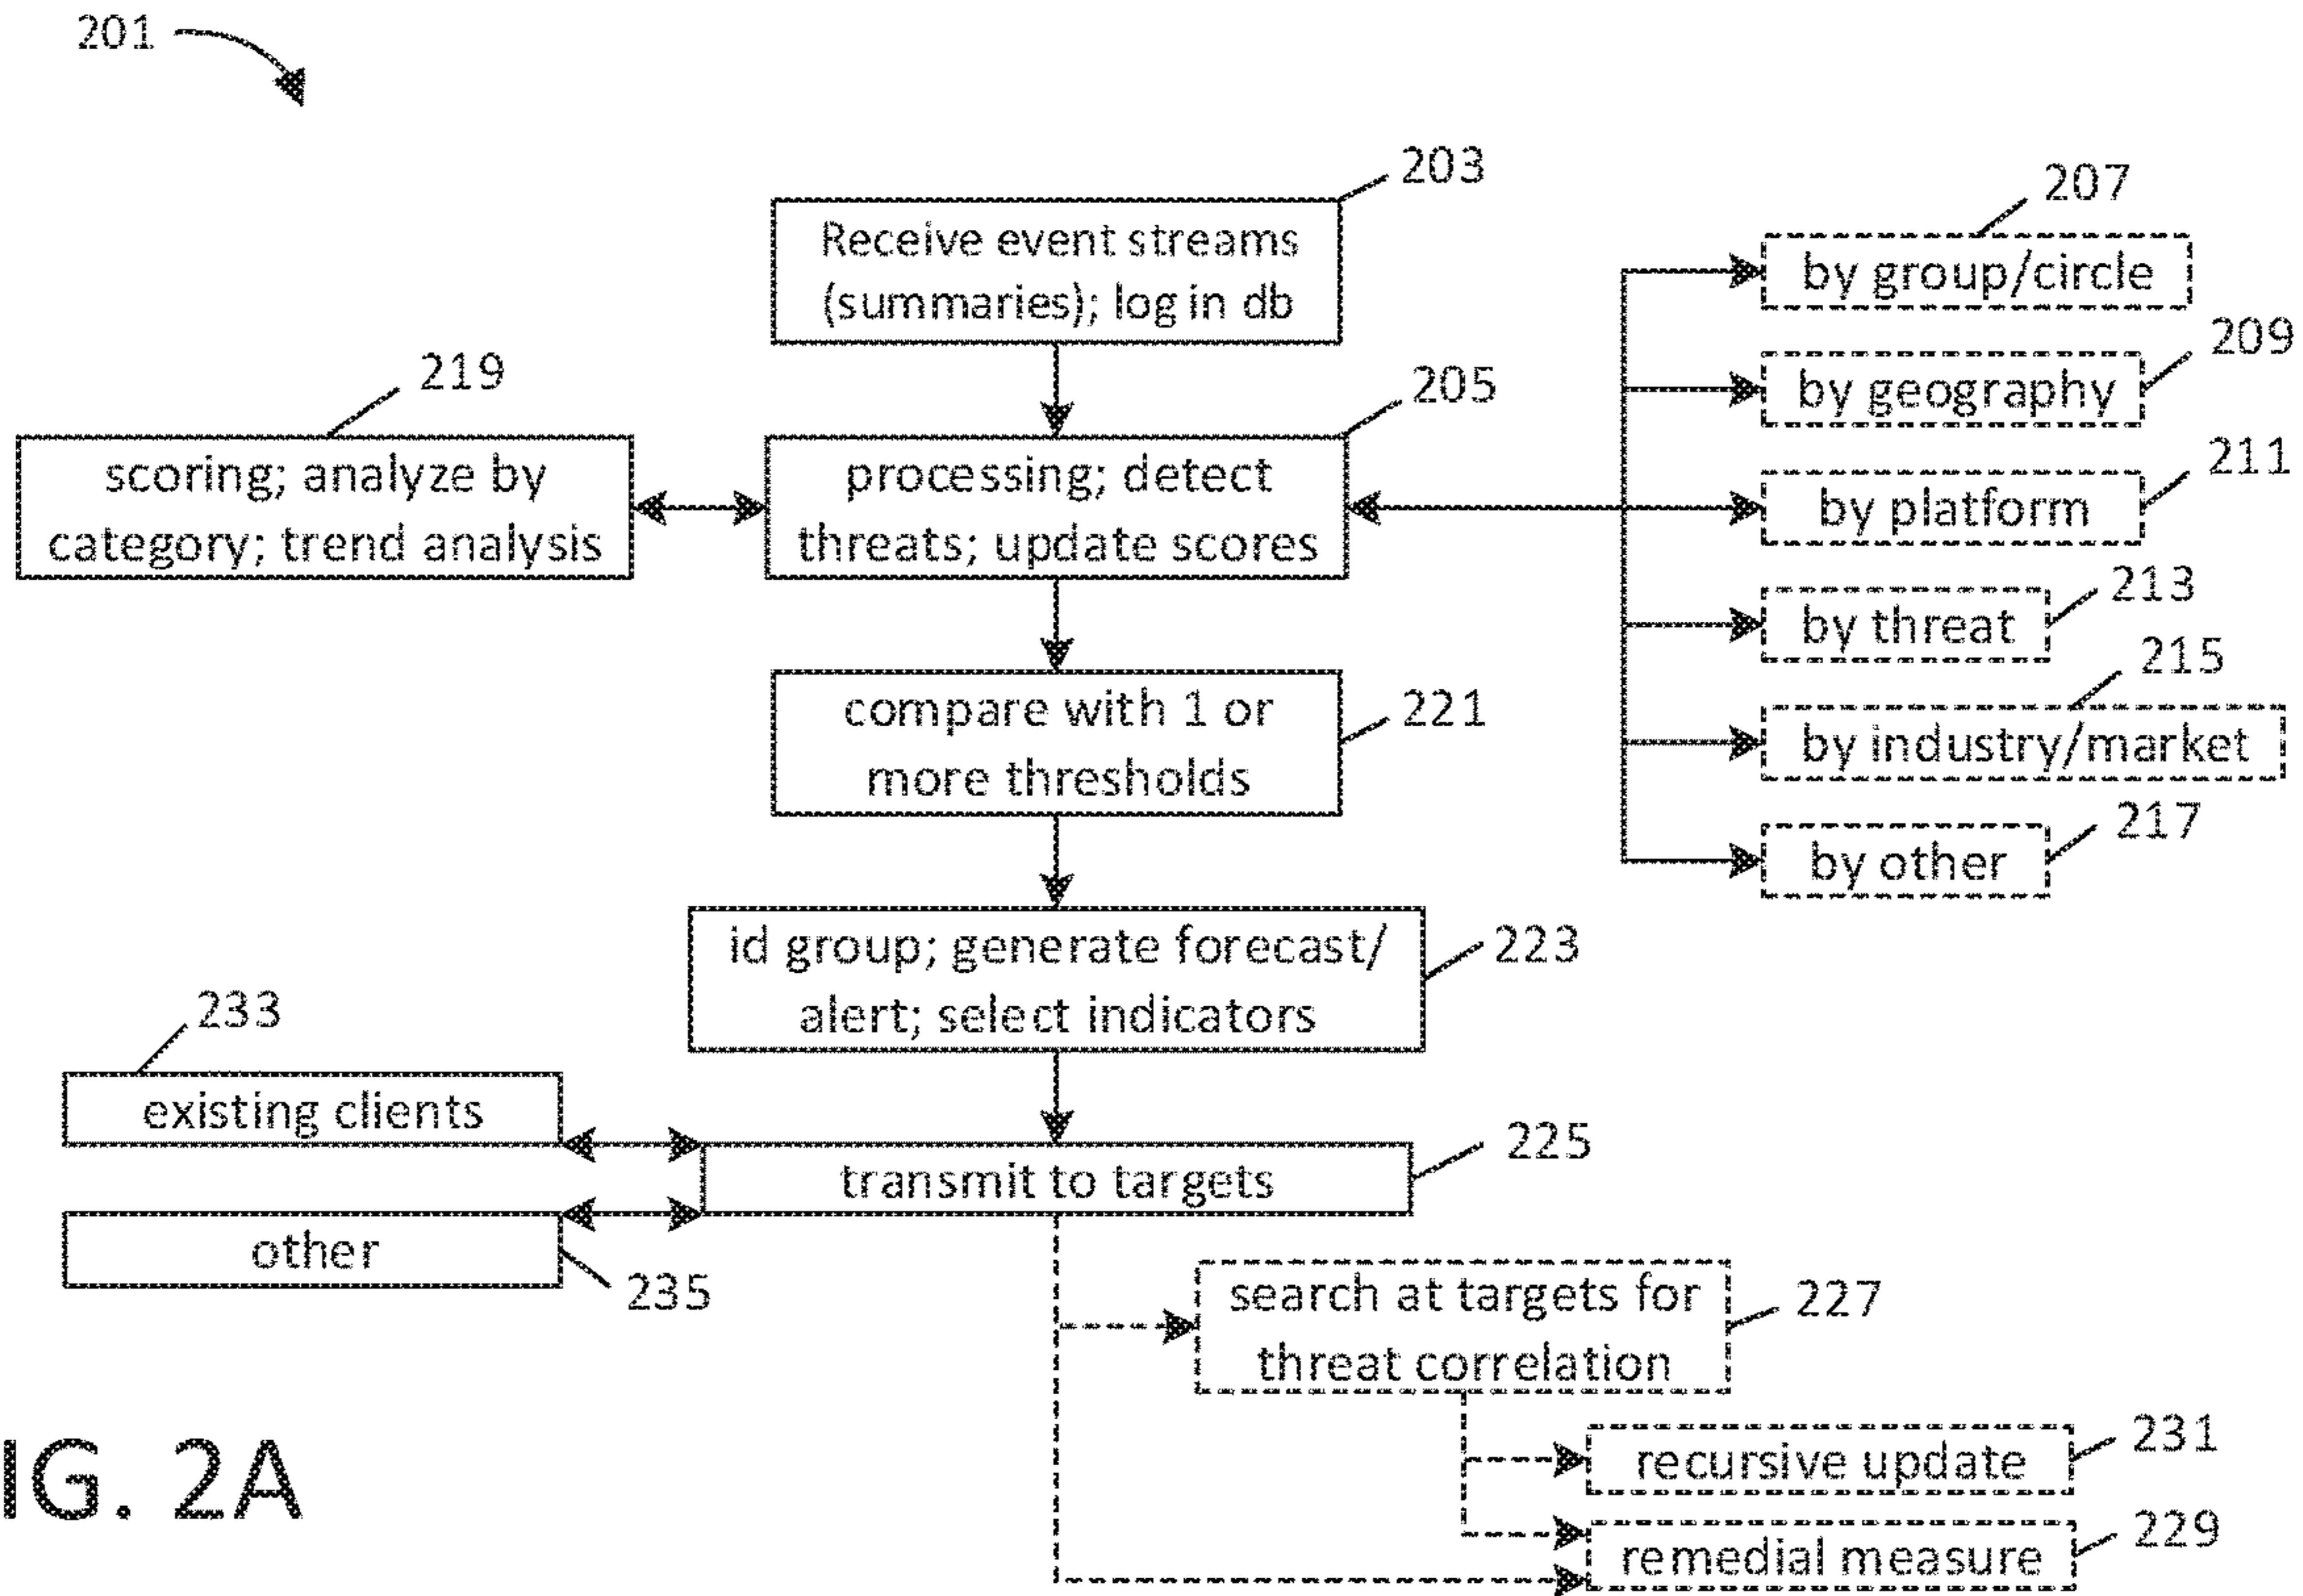 201
203
Receive event streams
(summaries); log in db
207
by group/circle
209
by geography
219
205
scoring; analyze by
category; trend analysis
processing; detect
threats; update scores
211
by platform
213
by threat
215
by industry/market
221
compare with 1 or
more thresholds
217
by other
223
id group; generate forecast/
alert; select indicators
233
existing clients
225
transmit to targets
other
235
227
search at targets for
threat correlation
231
recursive update
229
remedial measure
IG. 2A